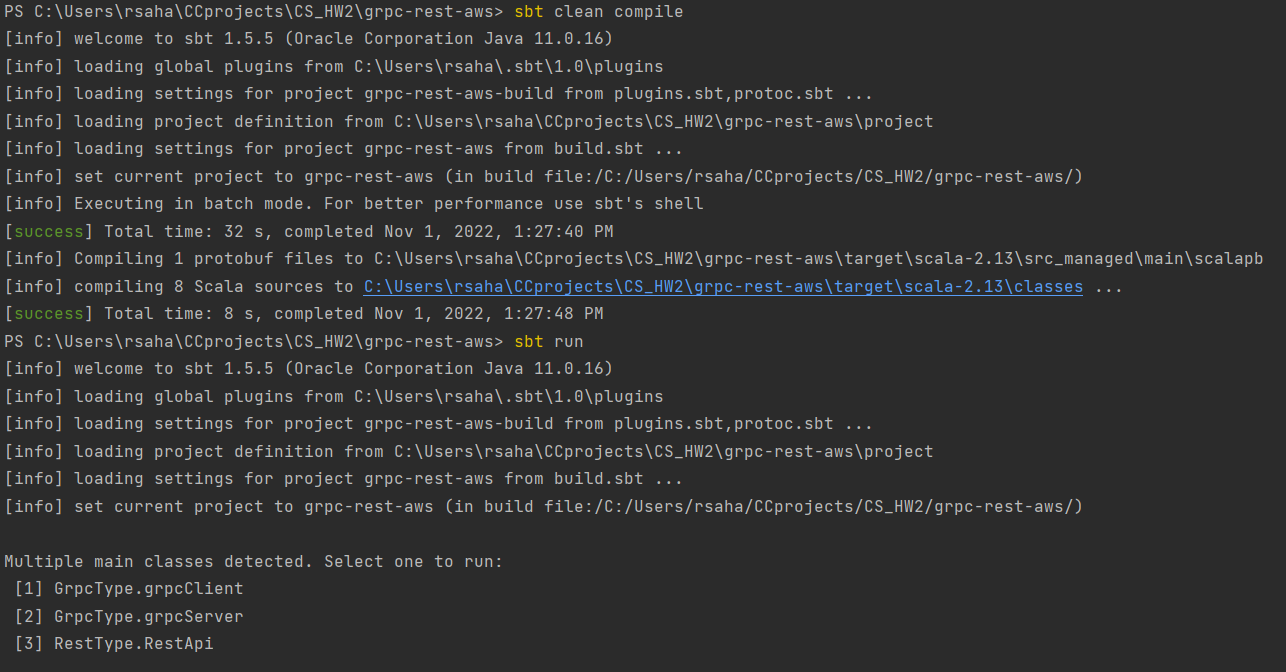 PS C:\Users\rsaha\CCprojects\CS_HW2\grpc-rest-aws> sbt clean compile
[info] welcome to sbt 1.5.5 (Oracle Corporation Java 11.0.16)
[info] loading global plugins from C:\Users\rsaha\.sbt\1.0\plugins
[info] loading settings for project grpc-rest-aws-build from plugins.sbt,protoc.sbt ...
[info] loading project definition from C:\Users\rsaha\CCprojects\CS_HW2\grpc-rest-aws\project
[info] loading settings for project grpc-rest-aws from build.sbt ...
[info] set current project to grpc-rest-aws (in build file:/C:/Users/rsaha/CCprojects/CS_HW2/grpc-rest-aws/)
[info] Executing in batch mode. For better performance use sbt's shell
[success] Total time: 32 s, completed Nov 1, 2022, 1:27:40 PM
[info] Compiling 1 protobuf files to C:\Users\rsaha\CCprojects\CS_HW2\grpc-rest-aws\target\scala-2.13\src_managed\main\scalapb
[info] compiling 8 Scala sources to C:\Users\rsaha\CCprojects\CS_HW2\grpc-rest-aws\target\scala-2.13\classes ...
[success] Total time: 8 s, completed Nov 1, 2022, 1:27:48 PM
PS C:\Users\rsaha\CCprojects\CS_HW2\grpc-rest-aws> sbt run
[info] welcome to sbt 1.5.5 (Oracle Corporation Java 11.0.16)
[info] loading global plugins from C:\Users\rsaha\.sbt\1.0\plugins
[info] loading settings for project grpc-rest-aws-build from plugins.sbt,protoc.sbt ...
[info] loading project definition from C:\Users\rsaha\CCprojects\CS_HW2\grpc-rest-aws\project
[info] loading settings for project grpc-rest-aws from build.sbt ...
[info] set current project to grpc-rest-aws (in build file:/C:/Users/rsaha/CCprojects/CS_HW2/grpc-rest-aws/)
Multiple main classes detected. Select one to run:
[1] GrpcType.grpcClient
[2] GrpcType.grpcServer
[3] RestType.RestApi